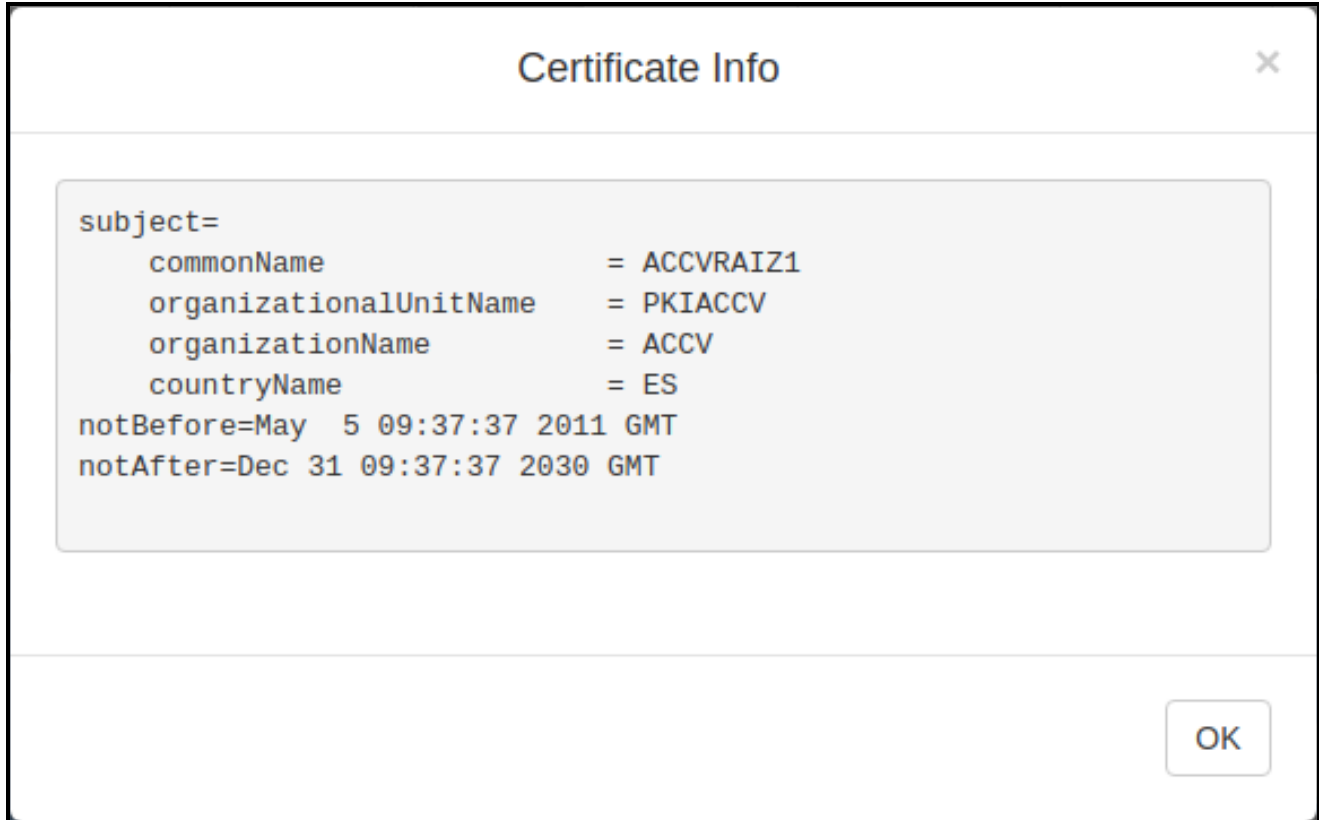 Certificate Info
×
subject=
    commonName                = ACCVRAIZ1
    organizationalUnitName    = PKIACCV
    organizationName          = ACCV
    countryName               = ES
notBefore=May  5 09:37:37 2011 GMT
notAfter=Dec 31 09:37:37 2030 GMT
OK